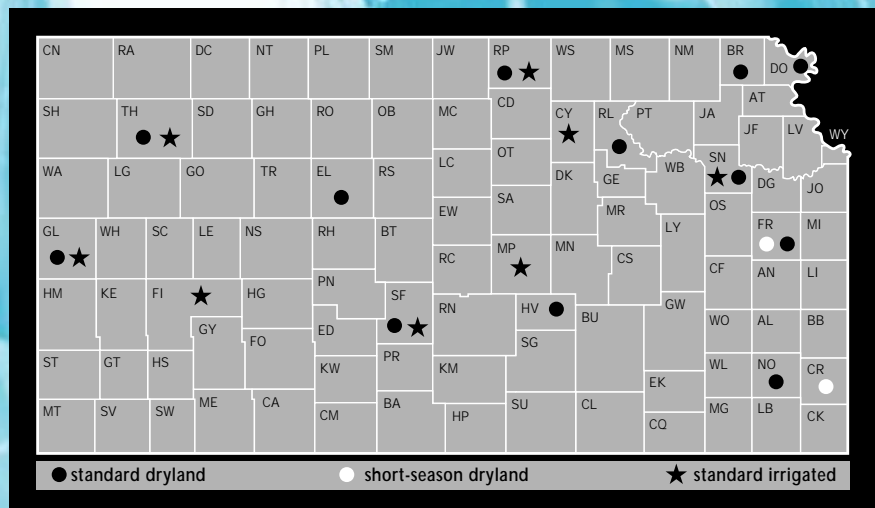 CN RA DC NT PL SM JW RP WS MS NM BR DO
AT
SH TH SD GH RO OB MC CD CY RL PT JA JF LV WY
WA LG GO TR EL RS LC OT DK GE WB SN DG JO
EW SA MR OS
GL WH SC LE NS RH BT RC MP MN CS LY FR MI
HM KE FI HG PN SF RN HV BU GW CF AN LI
GY FO ED SG WO AL BB
ST GT HS KW PR KM EK WL NO CR
MT SV SW ME CA CM BA HP SU CL CQ MG LB CK
standard dryland short-season dryland standard irrigated